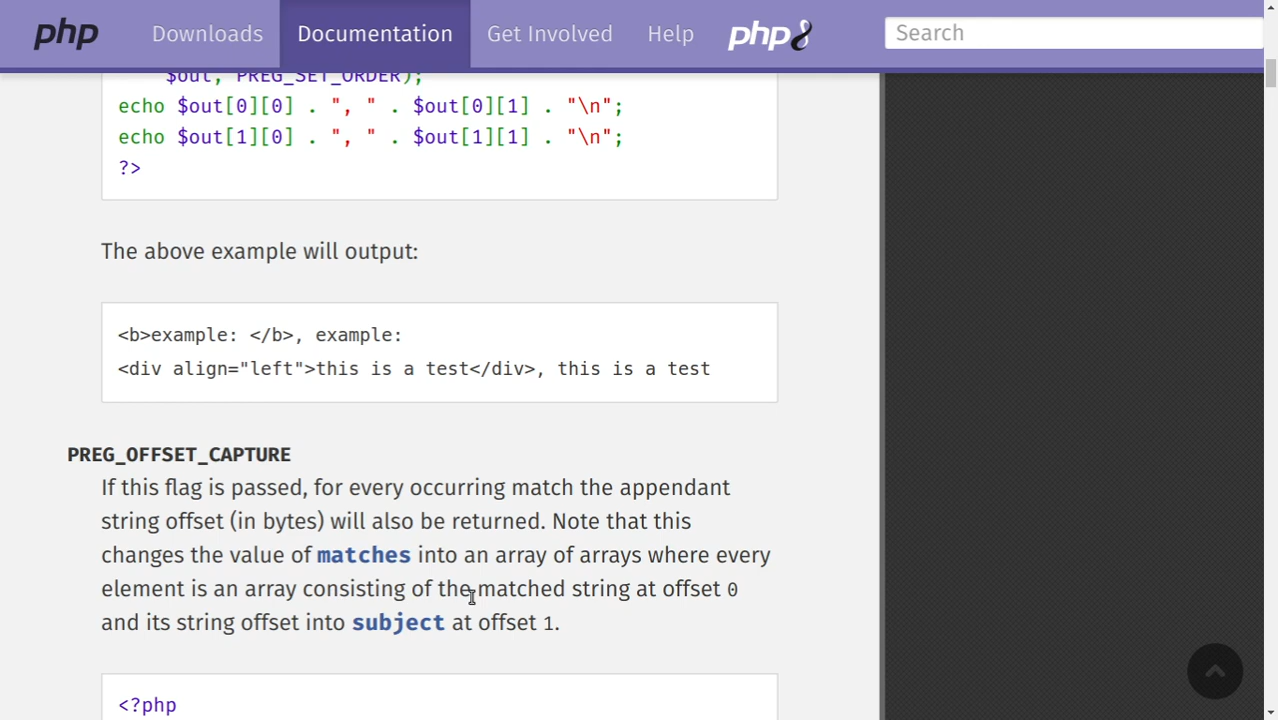 php
Downloads
Documentation
Get Involved
Help
php8
Search
$out, PREG_SET_ORDER);
echo $out[0][0] . ", " . $out[0][1] . "\n";
echo $out[1][0] . ", " . $out[1][1] . "\n";
?>
The above example will output:
<b>example: </b>, example:
<div align="left">this is a test</div>, this is a test
PREG_OFFSET_CAPTURE
If this flag is passed, for every occurring match the appendant
string offset (in bytes) will also be returned. Note that this
changes the value of matches into an array of arrays where every
element is an array consisting of the matched string at offset 0
and its string offset into subject at offset 1.
<?php